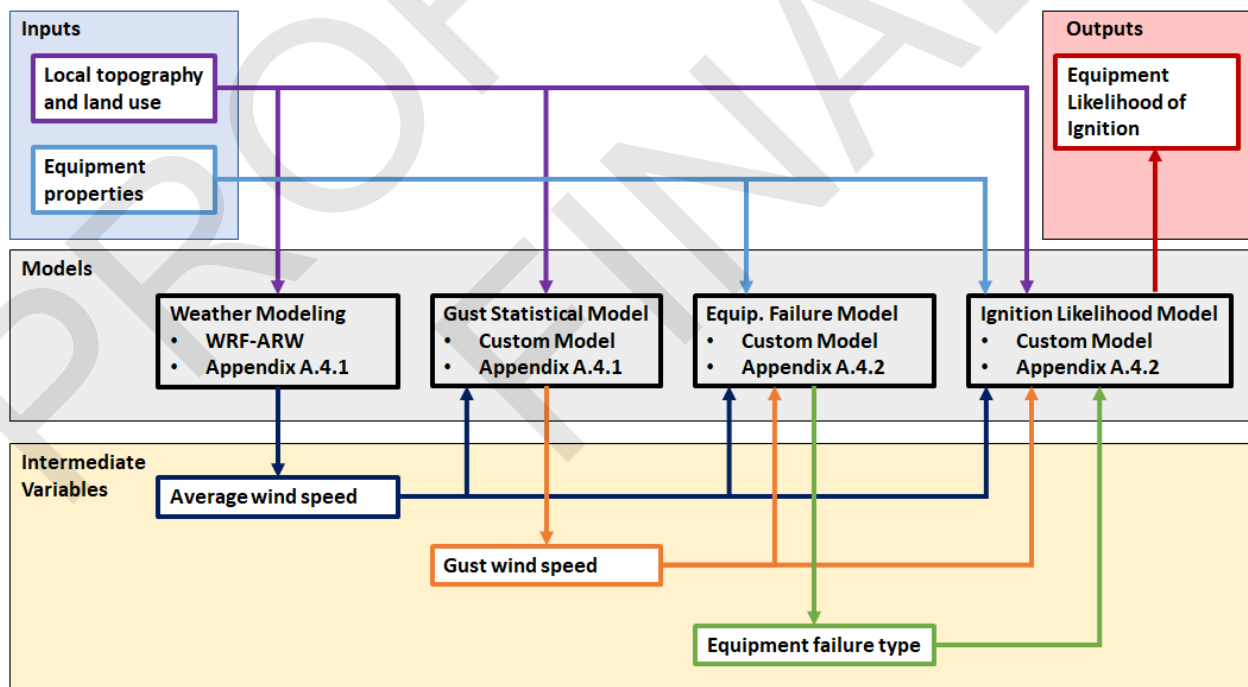 Inputs
Outputs
Local topography
and land use
Equipment
Likelihood of
Ignition
Equipment
properties
Models
Weather Modeling
• WRF-ARW
• Appendix A.4.1
Gust Statistical Model
• Custom Model
• Appendix A.4.1
Equip. Failure Model
• Custom Model
• Appendix A.4.2
Ignition Likelihood Model
• Custom Model
• Appendix A.4.2
Intermediate
Variables
Average wind speed
Gust wind speed
Equipment failure type